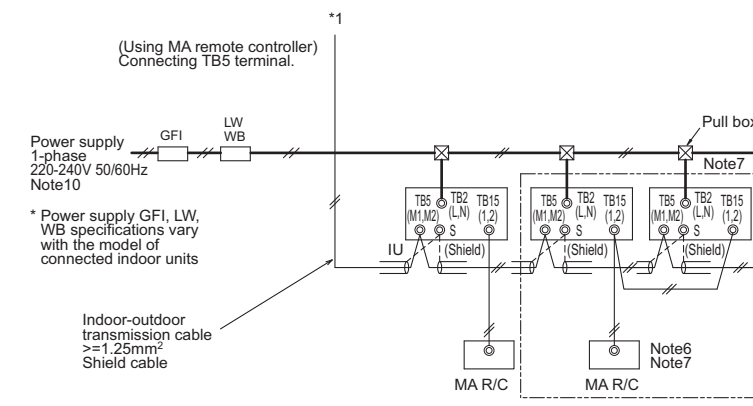 *1
(Using MA remote controller)
Connecting TB5 terminal.
Power supply
1-phase
220-240V 50/60Hz
Note10
GFI
LW
WB
Pull box
Note7
* Power supply GFI, LW,
WB specifications vary
with the model of
connected indoor units
TB5 TB2 TB15
(M1,M2) (L,N) (1,2)
S
TB5 TB2 TB15
(M1,M2) (L,N) (1,2)
S
TB5 TB2 TB15
(M1,M2) (L,N) (1,2)
S
IU
(Shield)
(Shield)
(Shield)
Indoor-outdoor
transmission cable
>=1.25mm²
Shield cable
MA R/C
MA R/C
Note6
Note7